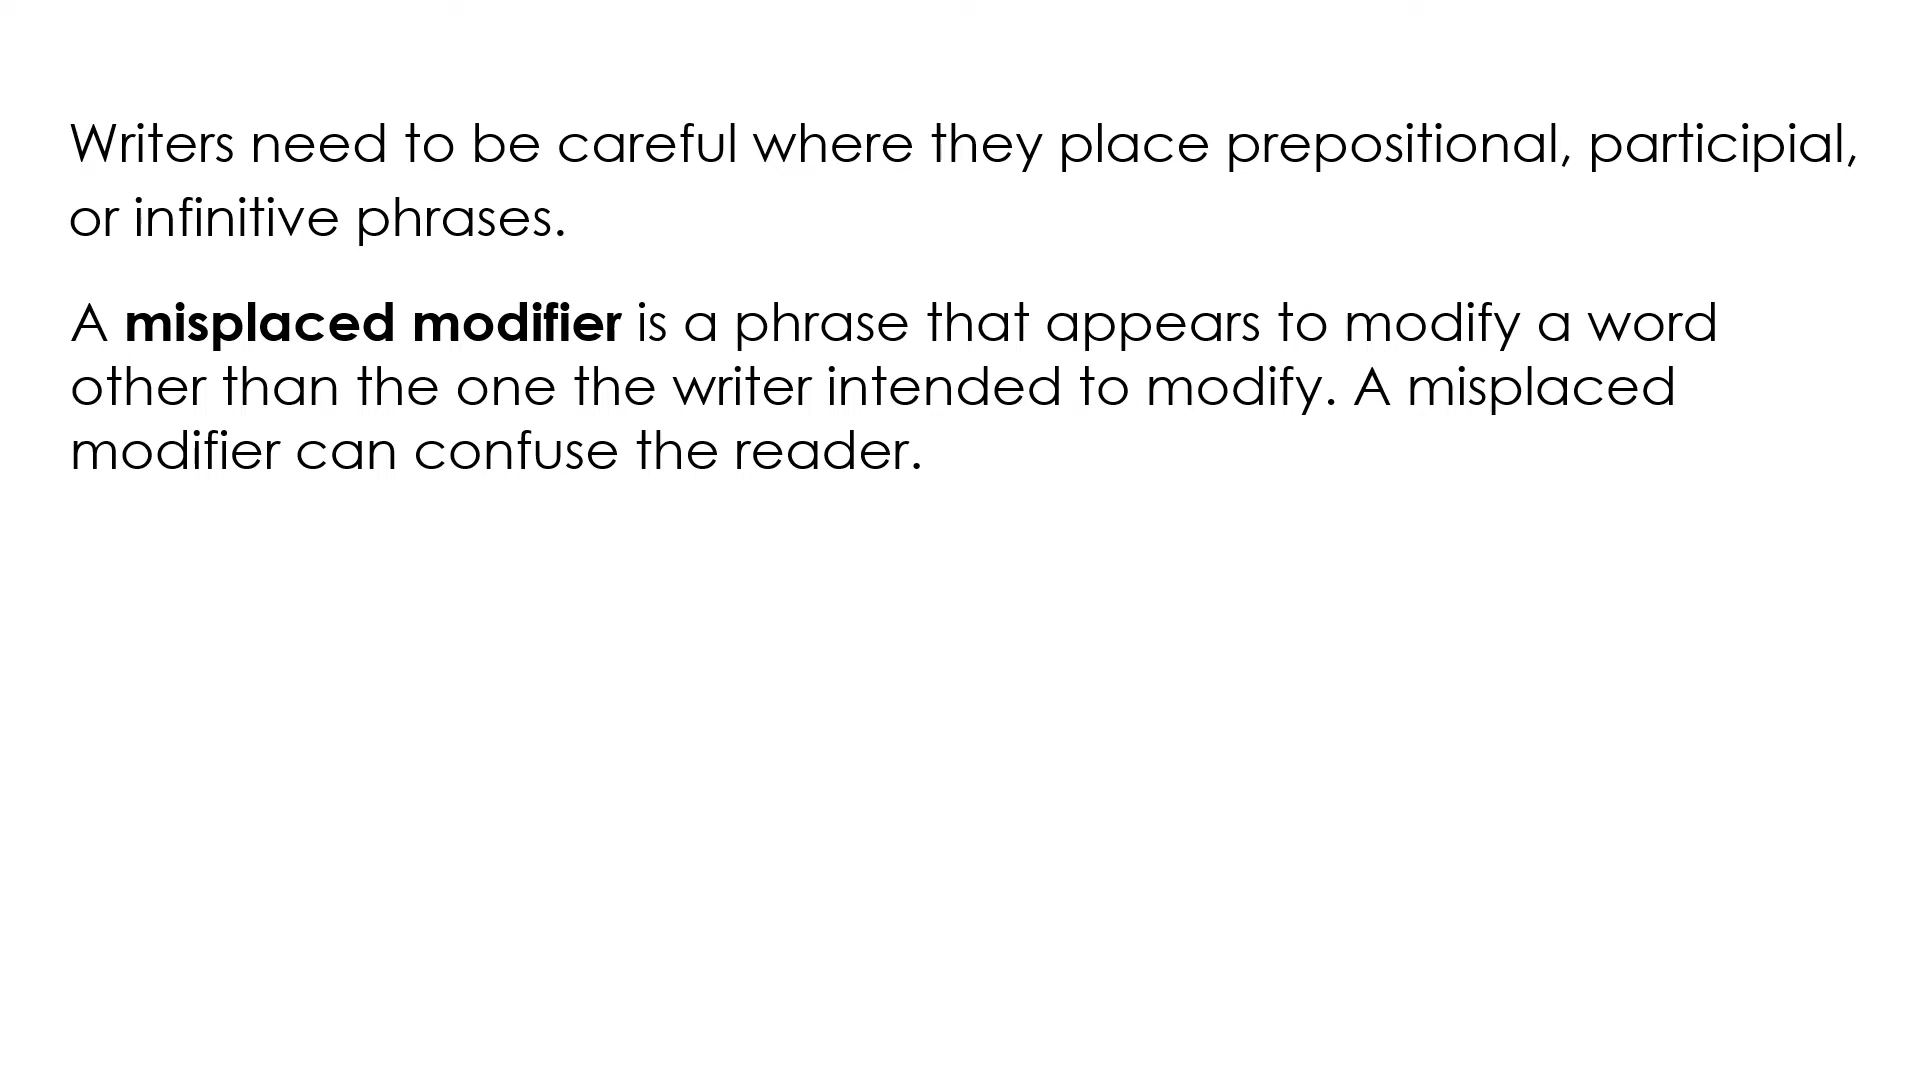 Writers need to be careful where they place prepositional, participial,
or infinitive phrases.
A misplaced modifier is a phrase that appears to modify a word
other than the one the writer intended to modify. A misplaced
modifier can confuse the reader.